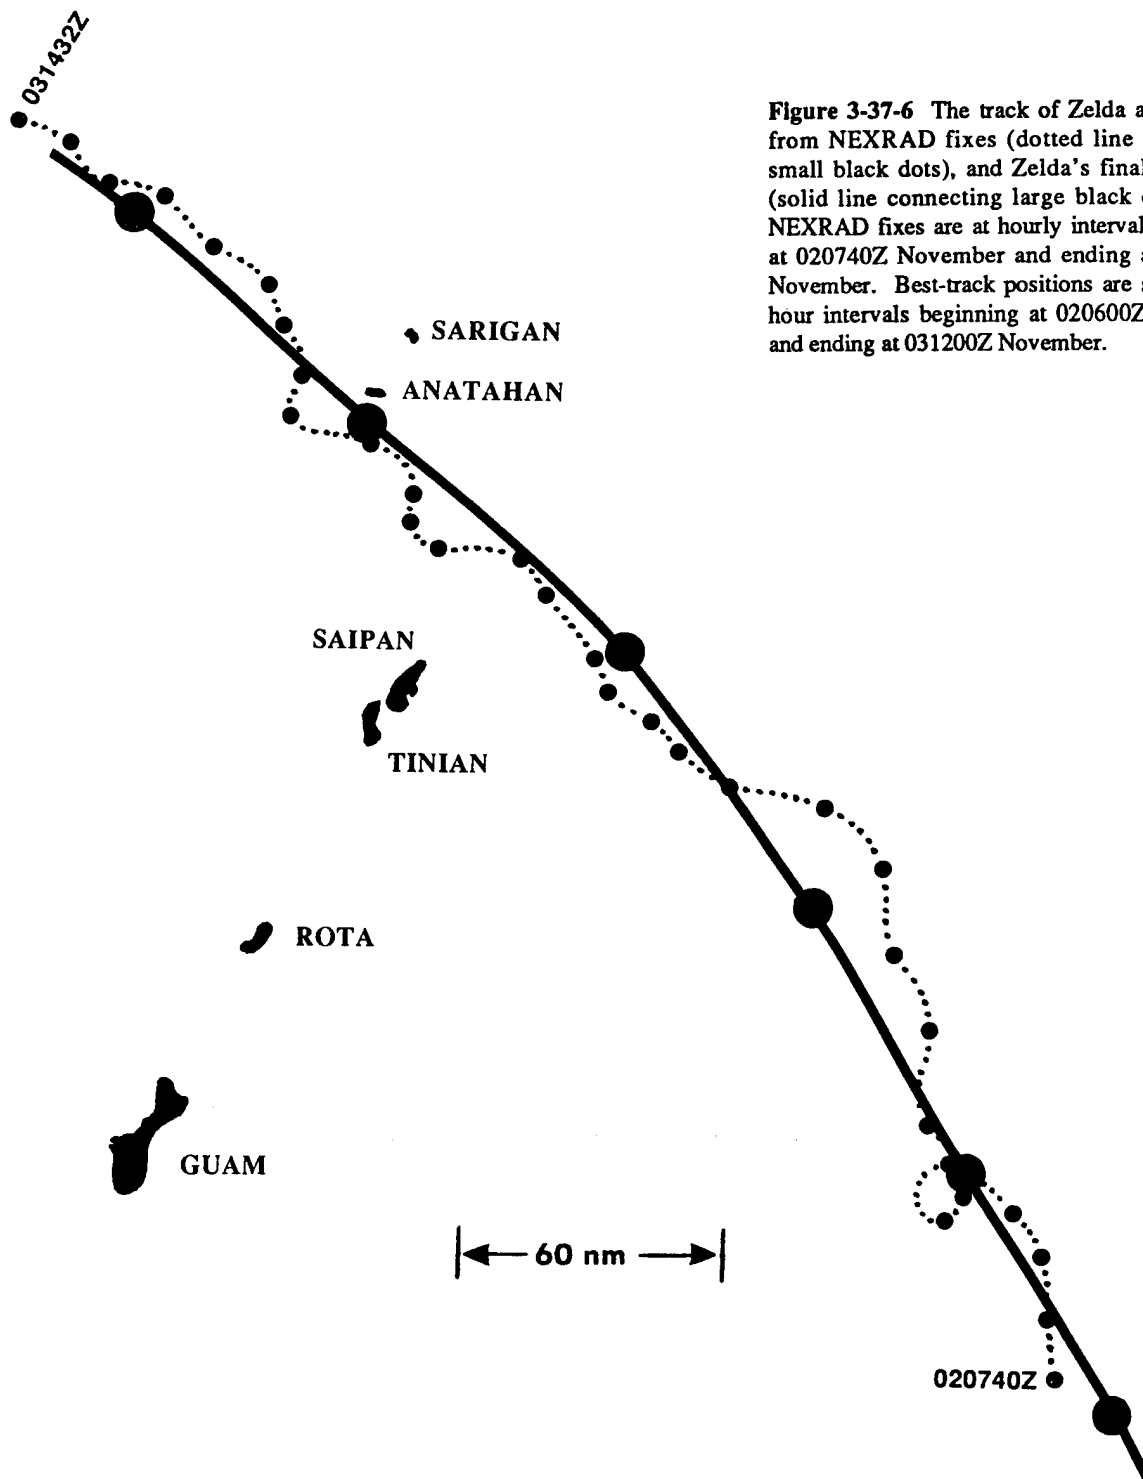 031432Z
Figure 3-37-6 The track of Zelda a
from NEXRAD fixes (dotted line
small black dots), and Zelda's final
(solid line connecting large black
NEXRAD fixes are at hourly interval
at 020740Z November and ending
November. Best-track positions are
hour intervals beginning at 020600Z
and ending at 031200Z November.
SARIGAN
ANATAHAN
SAIPAN
TINIAN
ROTA
GUAM
60 nm
020740Z